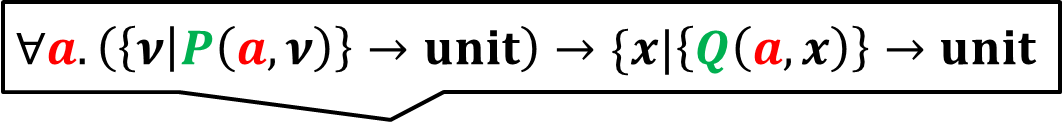 ∀a. ({ν|P(a, ν)} → unit) → {x|{Q(a, x)} → unit